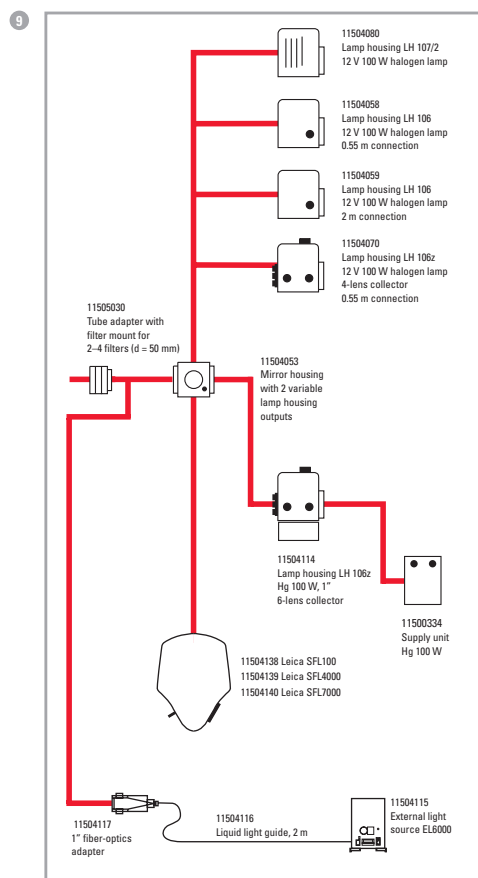 9
11504080
Lamp housing LH 107/2
12 V 100 W halogen lamp
11504058
Lamp housing LH 106
12 V 100 W halogen lamp
0.55 m connection
11504059
Lamp housing LH 106
12 V 100 W halogen lamp
2 m connection
11504070
Lamp housing LH 106z
12 V 100 W halogen lamp
4-lens collector
0.55 m connection
11505030
Tube adapter with
filter mount for
2–4 filters (d = 50 mm)
11504053
Mirror housing
with 2 variable
lamp housing
outputs
11504114
Lamp housing LH 106z
Hg 100 W, 1”
6-lens collector
11500334
Supply unit
Hg 100 W
11504138 Leica SFL100
11504139 Leica SFL4000
11504140 Leica SFL7000
11504117
1” fiber-optics
adapter
11504116
Liquid light guide, 2 m
11504115
External light
source EL6000